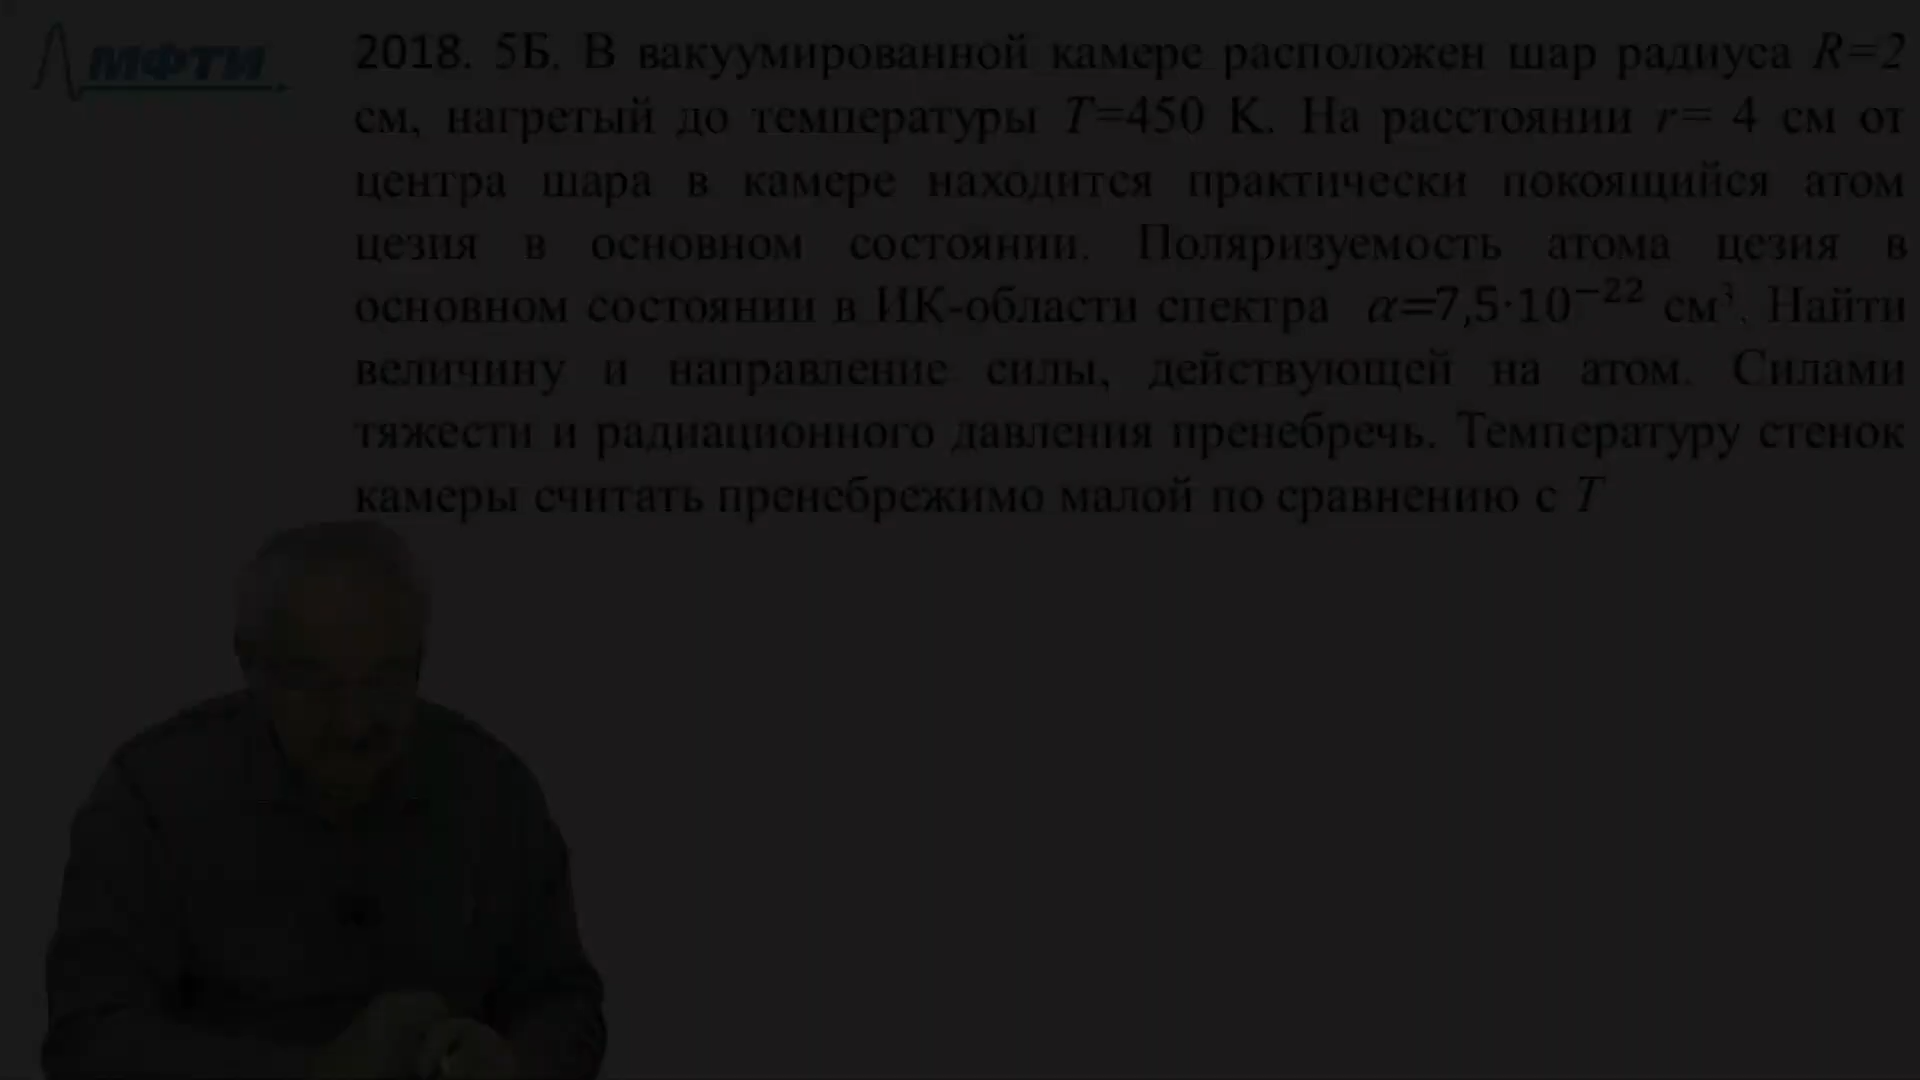 МФТИ
2018. 5Б. В вакуумированной камере расположен шар радиуса R=2
см, нагретый до температуры T=450 К. На расстоянии r= 4 см от
центра шара в камере находится практически покоящийся атом
цезия в основном состоянии. Поляризуемость атома цезия в
основном состоянии в ИК-области спектра α=7,5·10⁻²² см³. Найти
величину и направление силы, действующей на атом. Силами
тяжести и радиационного давления пренебречь. Температуру стенок
камеры считать пренебрежимо малой по сравнению с T